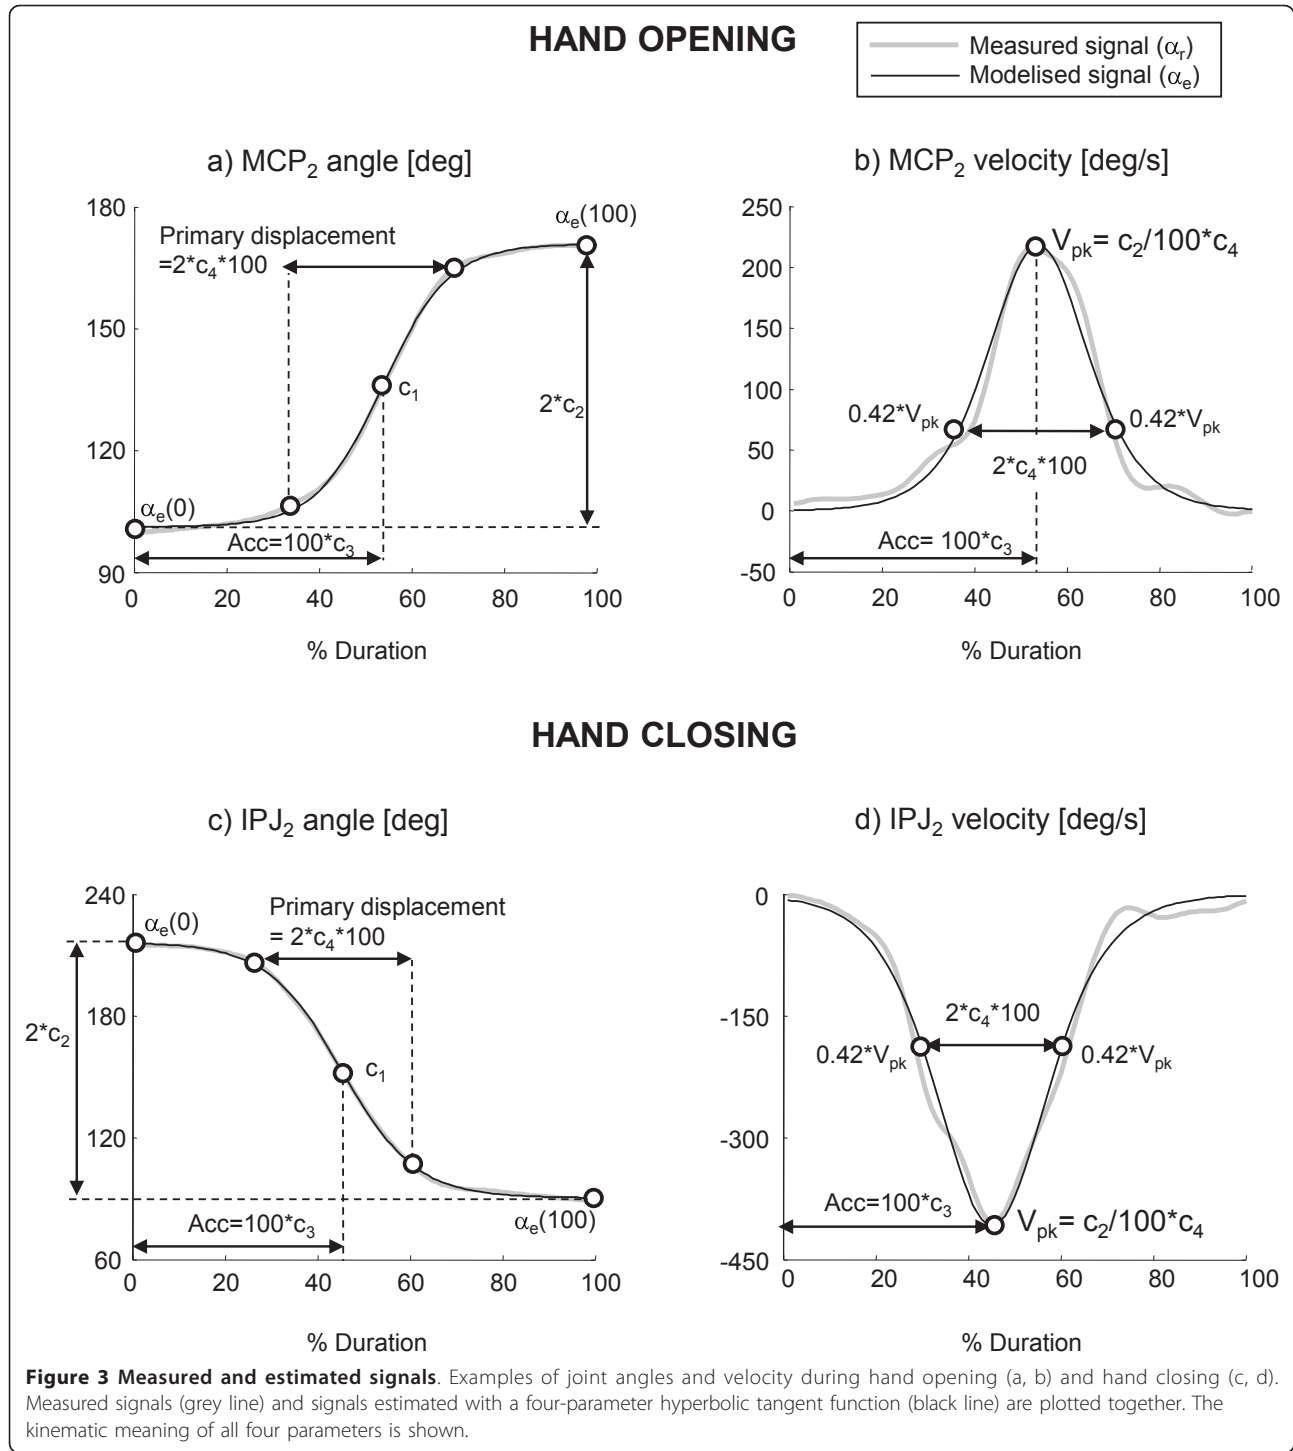 HAND OPENING
Measured signal (αr)
Modelised signal (αe)
a) MCP2 angle [deg]
180
150
120
90
Primary displacement
=2*c4*100
αe(100)
c1
2*c2
αe(0)
Acc=100*c3
0 20 40 60 80 100
% Duration
b) MCP2 velocity [deg/s]
250
200
150
100
50
0
-50
Vpk= c2/100*c4
0.42*Vpk
0.42*Vpk
2*c4*100
Acc= 100*c3
0 20 40 60 80 100
% Duration
HAND CLOSING
c) IPJ2 angle [deg]
240
180
120
60
αe(0)
Primary displacement
= 2*c4*100
2*c2
c1
Acc=100*c3
αe(100)
0 20 40 60 80 100
% Duration
d) IPJ2 velocity [deg/s]
0
-150
-300
-450
2*c4*100
0.42*Vpk
0.42*Vpk
Acc=100*c3
Vpk= c2/100*c4
0 20 40 60 80 100
% Duration
Figure 3 Measured and estimated signals. Examples of joint angles and velocity during hand opening (a, b) and hand closing (c, d).
Measured signals (grey line) and signals estimated with a four-parameter hyperbolic tangent function (black line) are plotted together. The
kinematic meaning of all four parameters is shown.